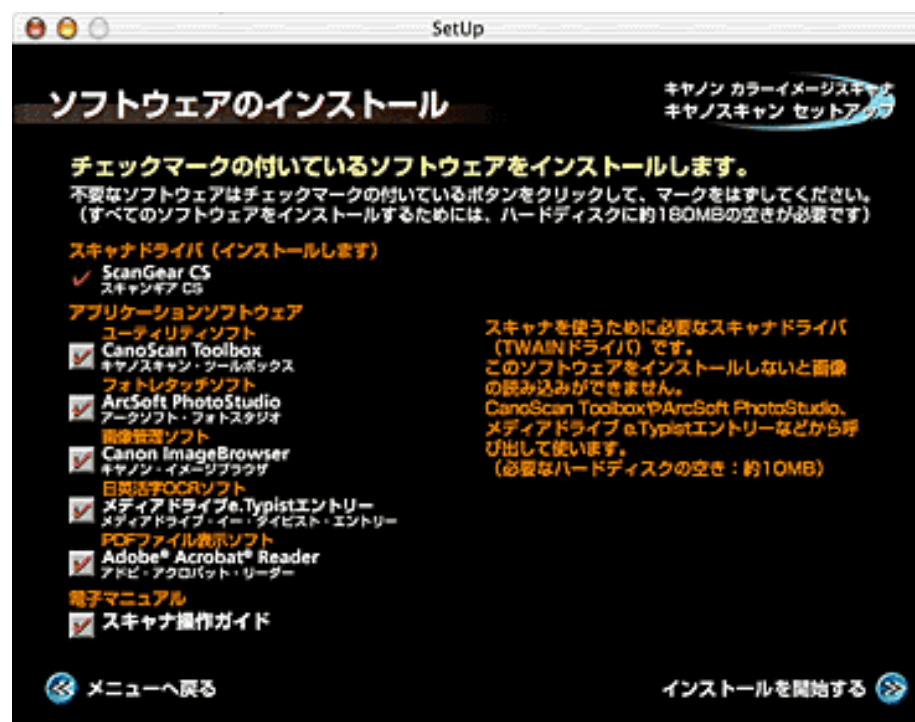 SetUp
ソフトウェアのインストール
キヤノン カラーイメージスキャナ
キヤノスキャン セットアップ
チェックマークの付いているソフトウェアをインストールします。
不要なソフトウェアはチェックマークの付いているボタンをクリックして、マークをはずしてください。
(すべてのソフトウェアをインストールするためには、ハードディスクに約180MBの空きが必要です)
スキャナドライバ(インストールします)
ScanGear CS
スキャンギア CS
アプリケーションソフトウェア
ユーティリティソフト
CanoScan Toolbox
キヤノスキャン・ツールボックス
フォトレタッチソフト
ArcSoft PhotoStudio
アークソフト・フォトスタジオ
画像管理ソフト
Canon ImageBrowser
キヤノン・イメージブラウザ
日英活字OCRソフト
メディアドライブe.Typistエントリー
メディアドライブ・イー・タイピスト・エントリー
PDFファイル表示ソフト
Adobe® Acrobat® Reader
アドビ・アクロバット・リーダー
電子マニュアル
スキャナ操作ガイド
スキャナを使うために必要なスキャナドライバ
(TWAINドライバ)です。
このソフトウェアをインストールしないと画像
の読み込みができません。
CanoScan ToolboxやArcSoft PhotoStudio、
メディアドライブ e.Typistエントリーなどから呼
び出して使います。
(必要なハードディスクの空き：約10MB)
メニューへ戻る
インストールを開始する